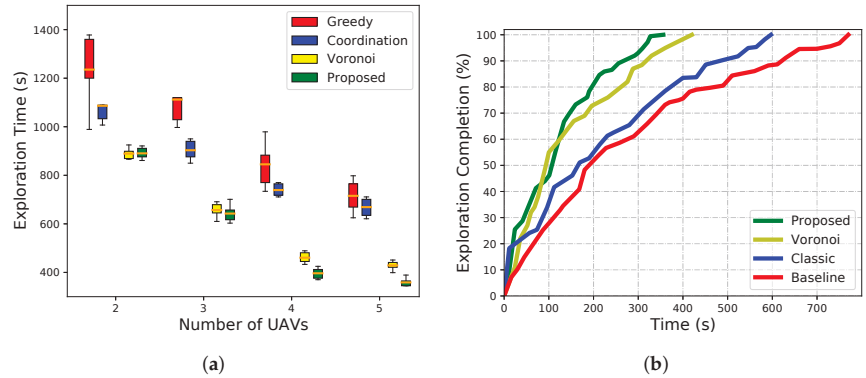 Greedy
Coordination
Voronoi
Proposed
1400
1200
1000
800
600
400
Exploration Time (s)
2
3
4
5
Number of UAVs
(a)
100
90
80
70
60
50
40
30
20
10
0
Exploration Completion (%)
Proposed
Voronoi
Classic
Baseline
0 100 200 300 400 500 600 700
Time (s)
(b)